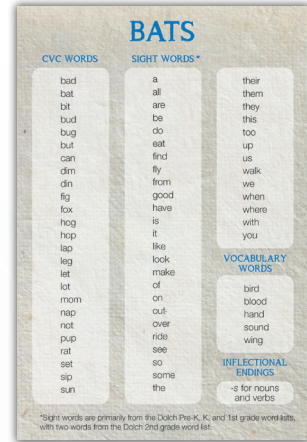 BATS
CVC WORDS
bad
bat
bit
bud
bug
but
can
dim
din
fig
fox
hog
hop
lap
leg
let
lot
mom
nap
not
pup
rat
set
sip
sun
SIGHT WORDS*
a
all
are
be
do
eat
find
fly
from
good
have
is
it
like
look
make
of
on
out
over
ride
see
so
some
the
their
them
they
this
too
up
us
walk
we
when
where
with
you
VOCABULARY
WORDS
bird
blood
hand
sound
wing
INFLECTIONAL
ENDINGS
-s for nouns
and verbs
*Sight words are primarily from the Dolch Pre-K, K, and 1st grade word lists,
with two words from the Dolch 2nd grade word list.